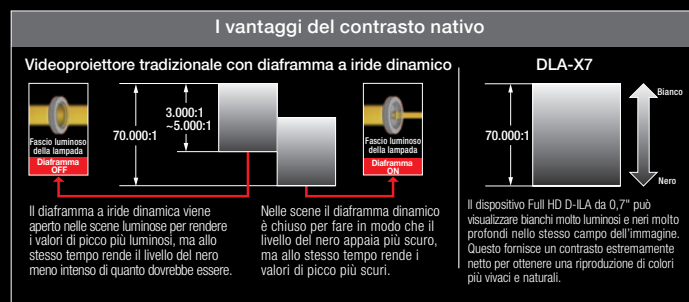 I vantaggi del contrasto nativo
Videoproiettore tradizionale con diaframma a iride dinamico
Fascio luminoso
della lampada
Diaframma
OFF
70.000:1
3.000:1
~5.000:1
Fascio luminoso
della lampada
Diaframma
ON
Il diaframma a iride dinamica viene
aperto nelle scene luminose per rendere
i valori di picco più luminosi, ma allo
stesso tempo rende il livello del nero
meno intenso di quanto dovrebbe essere.
Nelle scene il diaframma dinamico
è chiuso per fare in modo che il
livello del nero appaia più scuro,
ma allo stesso tempo rende i
valori di picco più scuri.
DLA-X7
70.000:1
Bianco
Nero
Il dispositivo Full HD D-ILA da 0,7" può
visualizzare bianchi molto luminosi e neri molto
profondi nello stesso campo dell'immagine.
Questo fornisce un contrasto estremamente
netto per ottenere una riproduzione di colori
più vivaci e naturali.